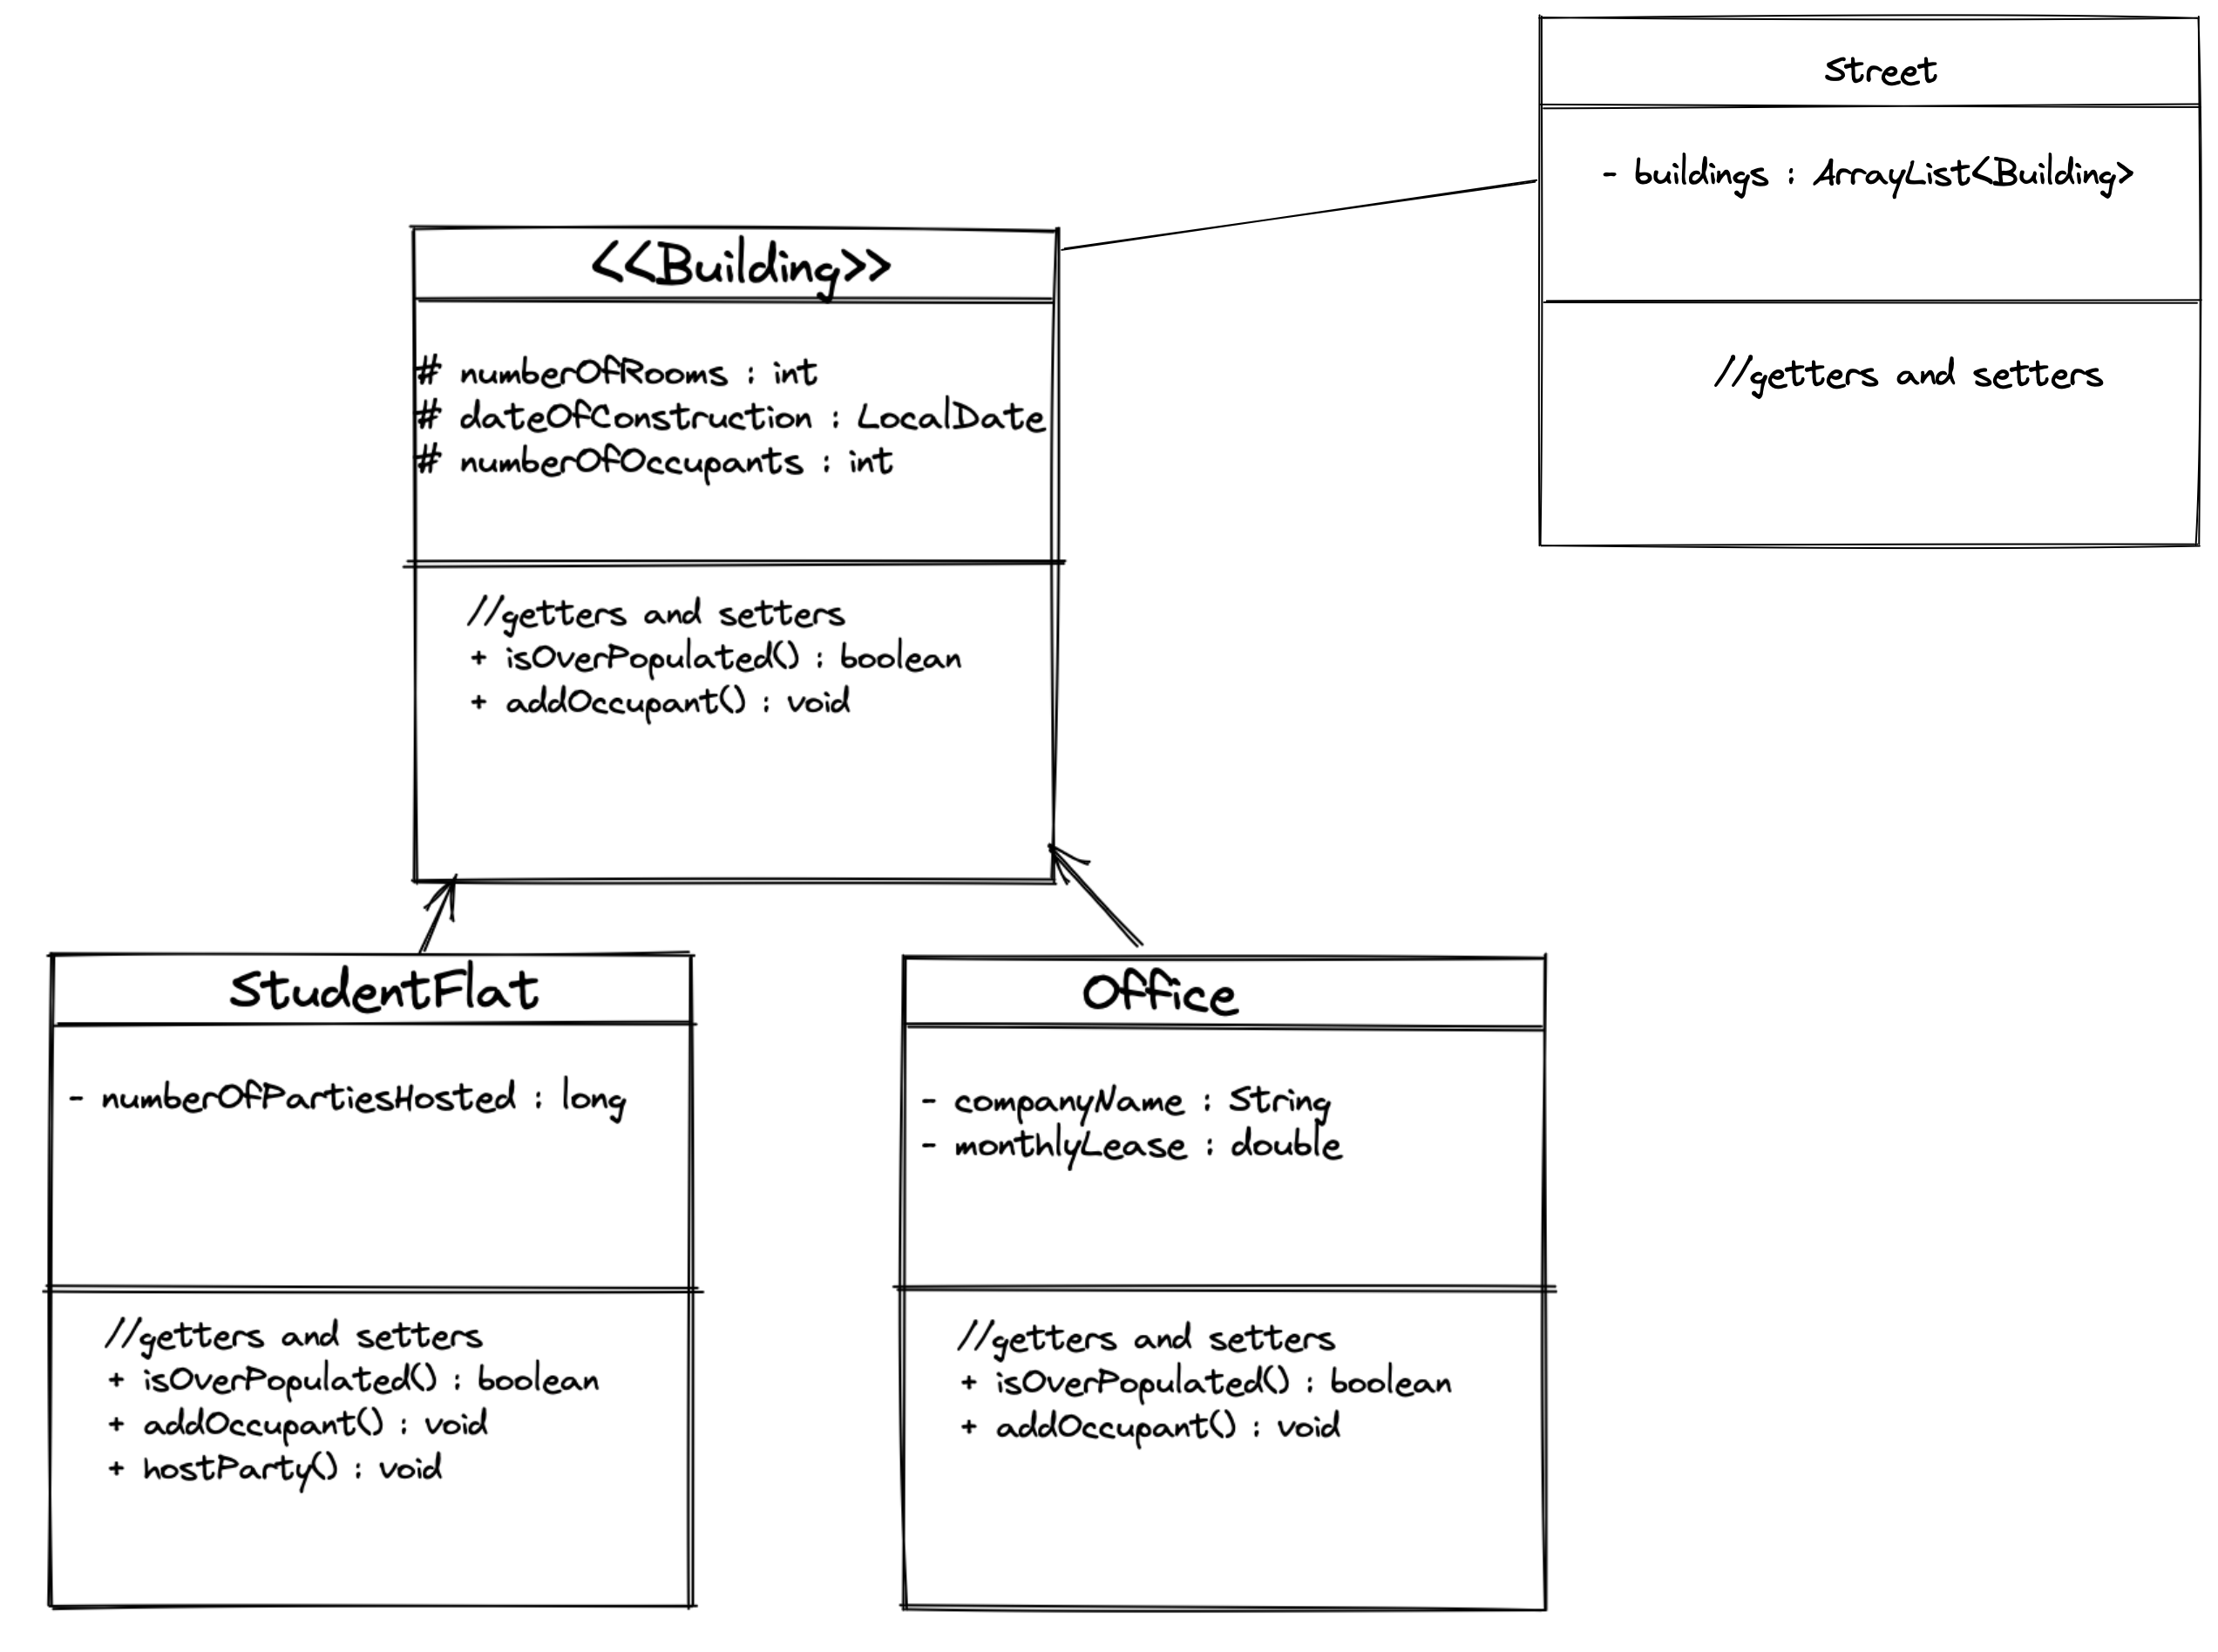 Street
- buildings : ArrayList<Building>
//getters and setters
<<Building>>
# numberOfRooms : int
# dateOfConstruction : LocalDate
# numberOfOccupants : int
//getters and setters
+ isOverPopulated() : boolean
+ addOccupant() : void
StudentFlat
- numberOfPartiesHosted : long
//getters and setters
+ isOverPopulated() : boolean
+ addOccupant() : void
+ hostParty() : void
Office
- companyName : String
- monthlyLease : double
//getters and setters
+ isOverPopulated() : boolean
+ addOccupant() : void